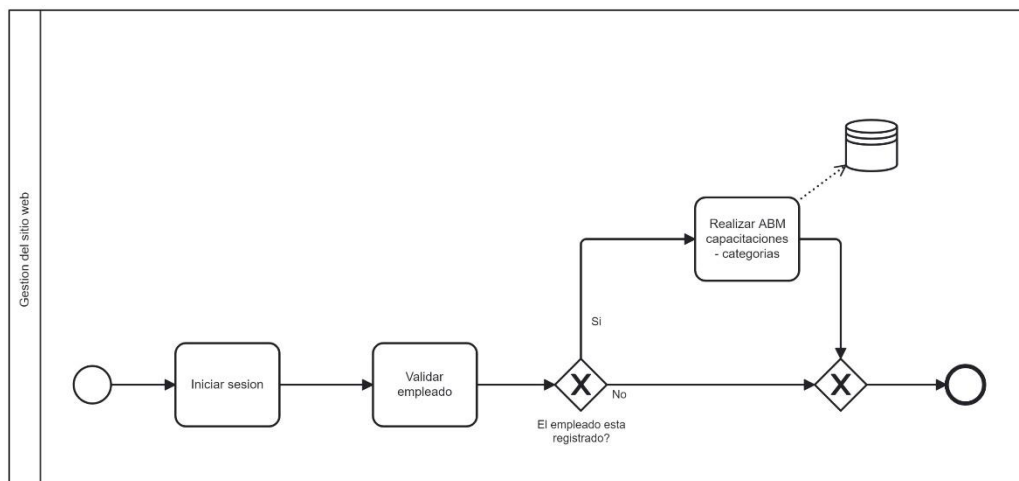 Gestion del sitio web
Realizar ABM
capacitaciones
- categorias
Si
Iniciar sesion
Validar
empleado
No
El empleado esta
registrado?